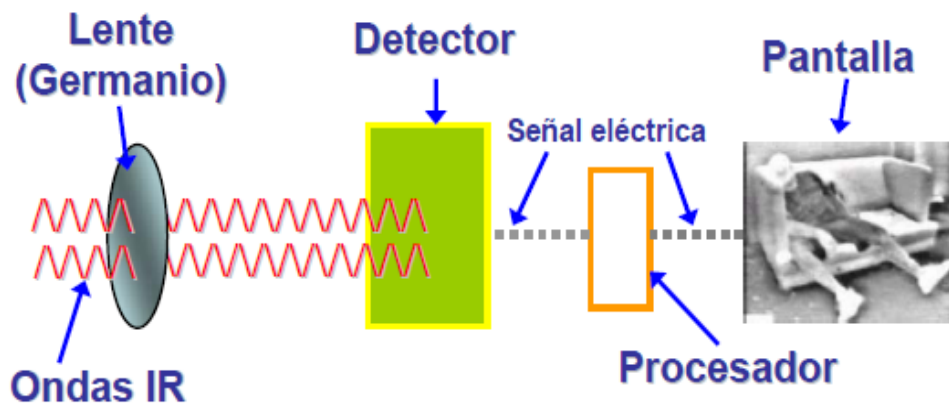 Lente
(Germanio)
Detector
Pantalla
Señal eléctrica
Procesador
Ondas IR